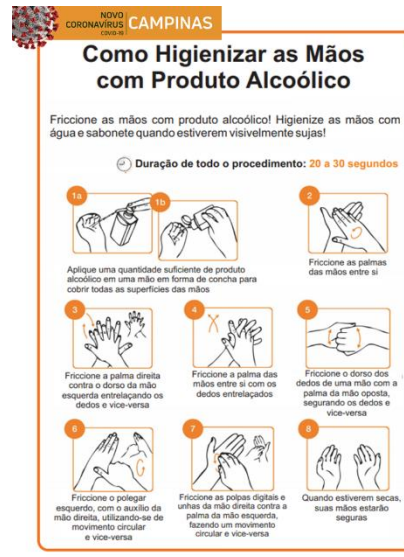 NOVO
CORONAVÍRUS
COVID-19
CAMPINAS
Como Higienizar as Mãos
com Produto Alcoólico
Friccione as mãos com produto alcoólico! Higienize as mãos com
água e sabonete quando estiverem visivelmente sujas!
Duração de todo o procedimento: 20 a 30 segundos
1a
1b
Aplique uma quantidade suficiente de produto
alcoólico em uma mão em forma de concha para
cobrir todas as superfícies das mãos
2
Friccione as palmas
das mãos entre si
3
Friccione a palma direita
contra o dorso da mão
esquerda entrelaçando os
dedos e vice-versa
4
Friccione a palma das
mãos entre si com os
dedos entrelaçados
5
Friccione o dorso dos
dedos de uma mão com a
palma da mão oposta,
segurando os dedos e
vice-versa
6
Friccione o polegar
esquerdo, com o auxílio da
mão direita, utilizando-se de
movimento circular
e vice-versa
7
Friccione as polpas digitais e
unhas da mão direita contra a
palma da mão esquerda,
fazendo um movimento
circular e vice-versa
8
Quando estiverem secas,
suas mãos estarão
seguras